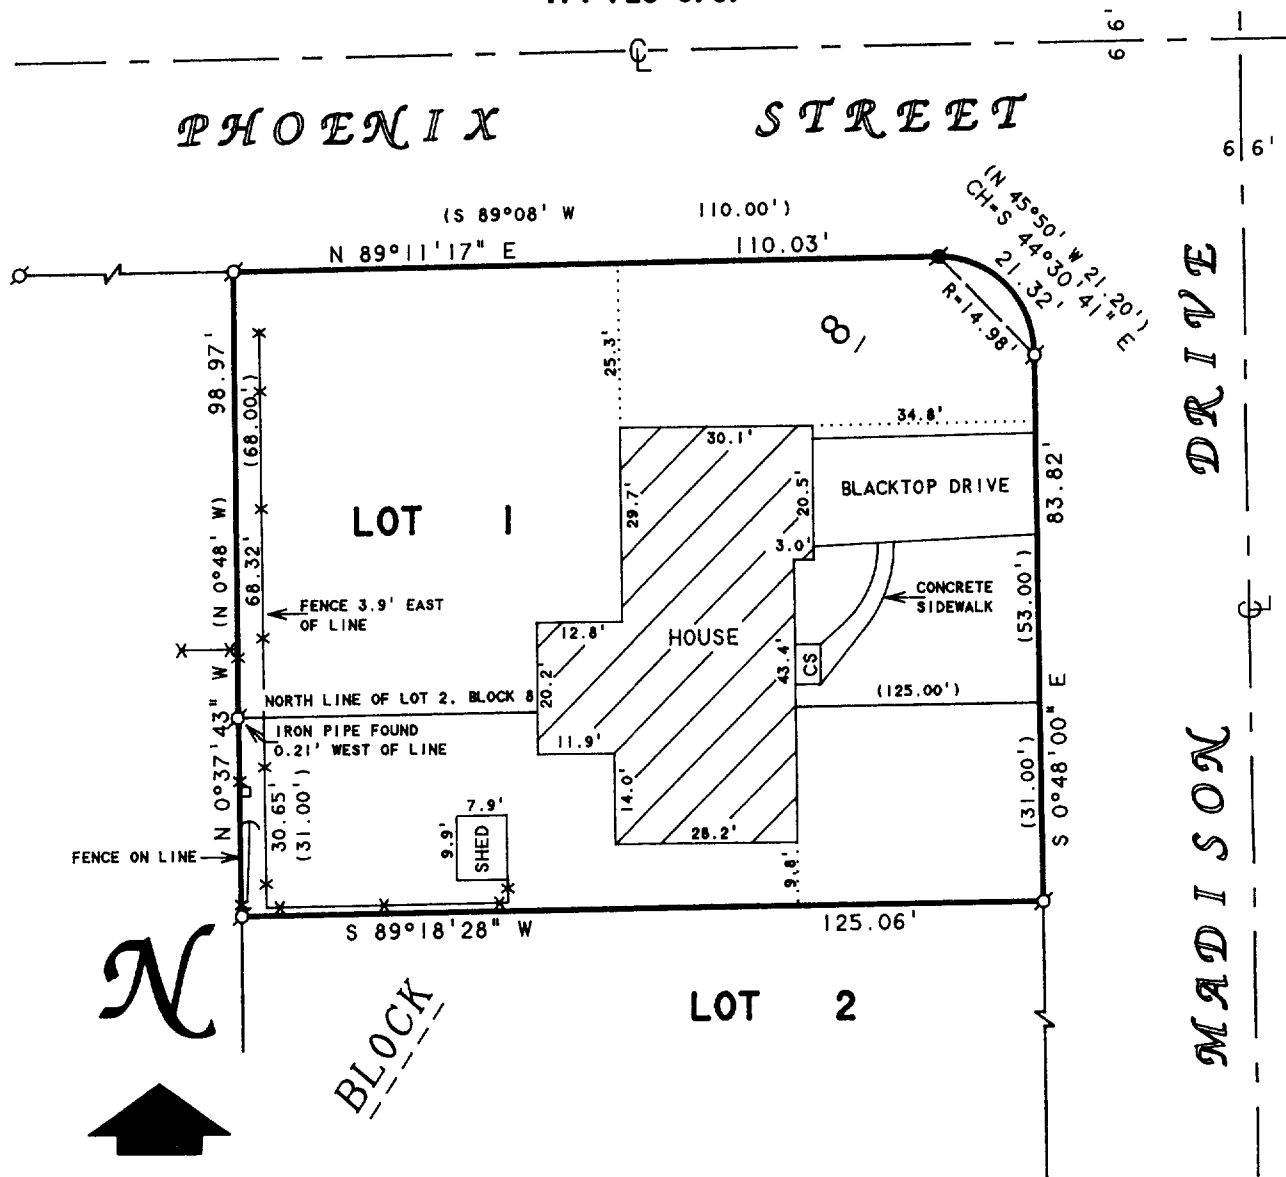 66'
PHOENIX STREET
66'
(S 89°08' W 110.00')
N 89°11'17" E 110.03'
(N 45°50' W 21.20')
CH=S 44°30'41" E
21.32'
R=14.98'
81
DRIVE
98.97'
(68.00')
25.3'
34.8'
30.1'
BLACKTOP DRIVE
83.82'
LOT 1
29.7'
20.5'
3.0'
(N 0°48' W)
68.32'
FENCE 3.9' EAST
OF LINE
CONCRETE
SIDEWALK
(53.00')
12.8'
HOUSE
43.4'
CS
20.2'
NORTH LINE OF LOT 2, BLOCK 8
(125.00')
N 0°37'43" W
IRON PIPE FOUND
0.21' WEST OF LINE
11.9'
14.0'
30.65'
(31.00')
(31.00')
S 0°48'00" E
7.9'
9.9'
SHED
28.2'
9.8'
FENCE ON LINE
S 89°18'28" W 125.06'
MADISON
N
LOT 2
BLOCK